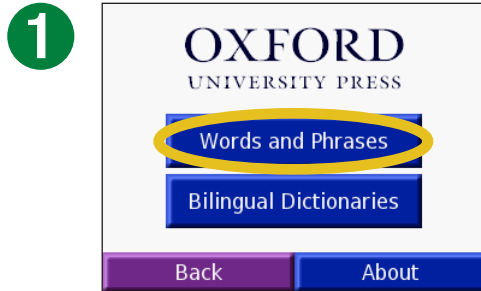 1
OXFORD
UNIVERSITY PRESS
Words and Phrases
Bilingual Dictionaries
Back About